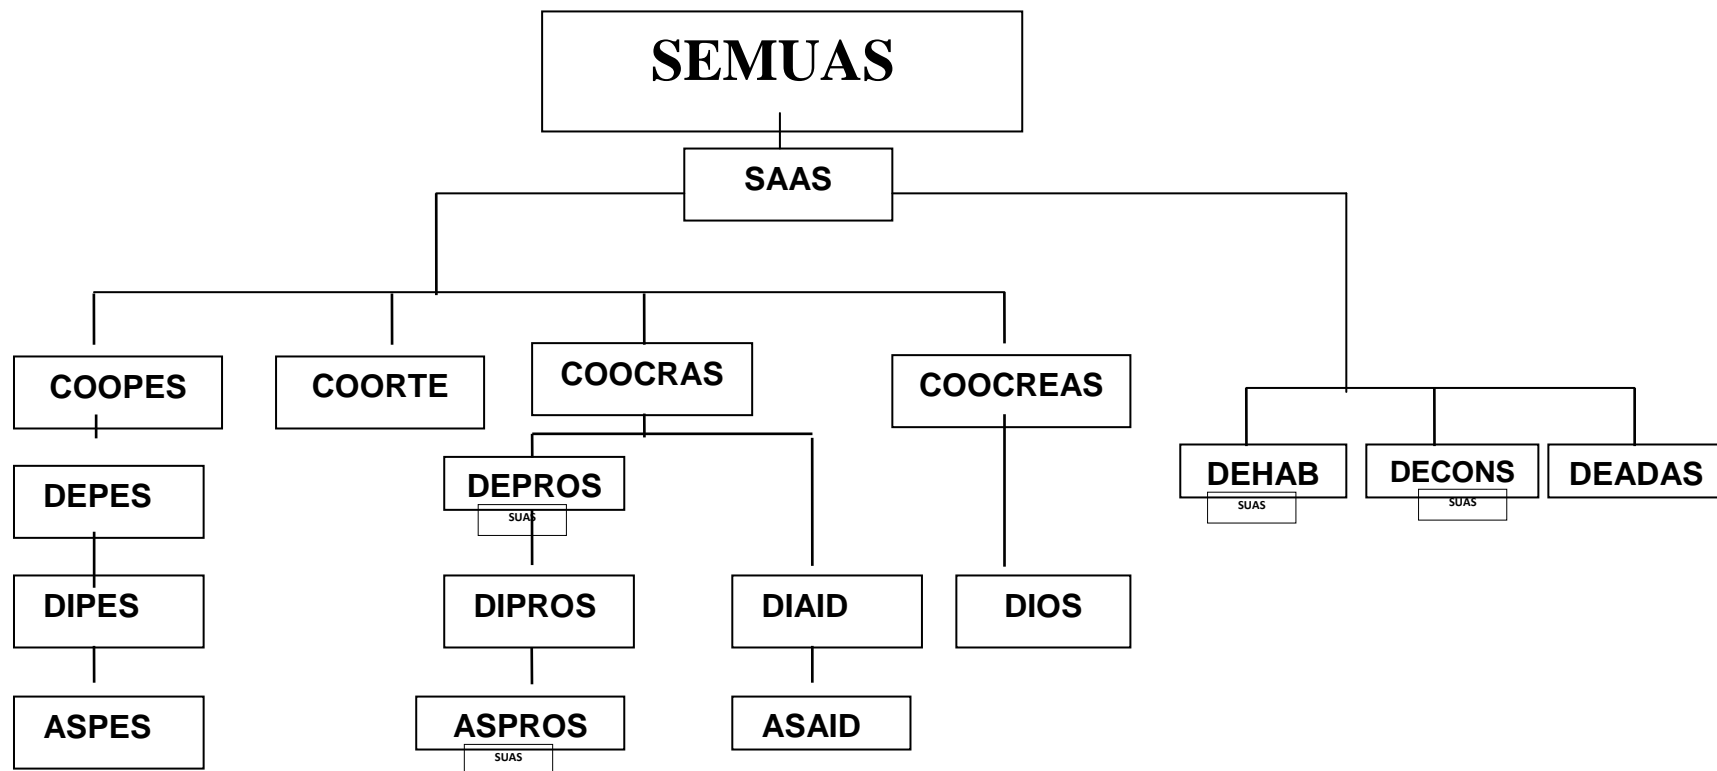 SEMUAS
SAAS
COOPES
COORTE
COOCRAS
COOCREAS
DEHAB
SUAS
DECONS
SUAS
DEADAS
DEPES
DEPROS
SUAS
DIPES
DIPROS
DIAID
DIOS
ASPES
ASPROS
SUAS
ASAID